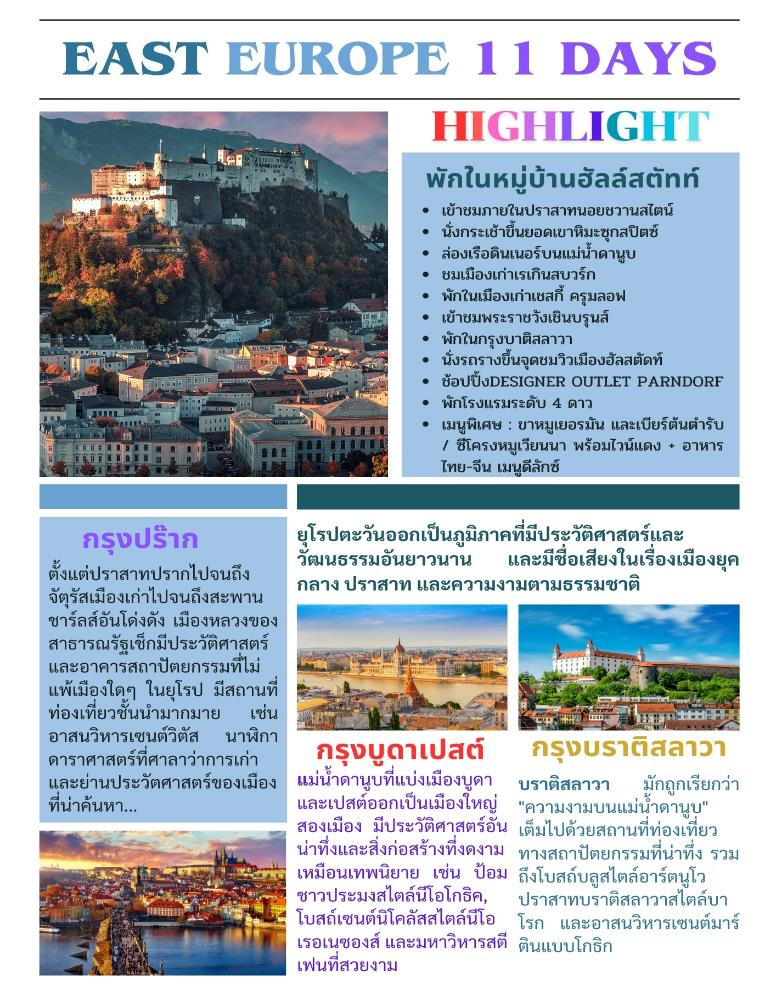 EAST EUROPE 11 DAYS
HIGHLIGHT
พักในหมู่บ้านฮัลล์สตัทท์
• เข้าชมภายในปราสาทนอยชวานสไตน์
• นั่งกระเช้าขึ้นยอดเขาหิมะซุกสปิตซ์
• ล่องเรือดินเนอร์บนแม่น้ำดานูบ
• ชมเมืองเก่าเรเกินสบวร์ก
• พักในเมืองเก่าเชสกี้ ครุมลอฟ
• เข้าชมพระราชวังเชินบรุนส์
• พักในกรุงบาติสลาวา
• นั่งรถรางขึ้นจุดชมวิวเมืองฮัลสตัดท์
• ช้อปปิ้งDESIGNER OUTLET PARNDORF
• พักโรงแรมระดับ 4 ดาว
• เมนูพิเศษ : ขาหมูเยอรมัน และเบียร์ต้นตำรับ
/ ซี่โครงหมูเวียนนา พร้อมไวน์แดง + อาหาร
ไทย-จีน เมนูดีลักซ์
กรุงปร๊าก
ตั้งแต่ปราสาทปรากไปจนถึง
จัตุรัสเมืองเก่าไปจนถึงสะพาน
ชาร์ลส์อันโด่งดัง เมืองหลวงของ
สาธารณรัฐเช็กมีประวัติศาสตร์
และอาคารสถาปัตยกรรมที่ไม่
แพ้เมืองใดๆ ในยุโรป มีสถานที่
ท่องเที่ยวชั้นนำมากมาย เช่น
อาสนวิหารเซนต์วิตัส นาฬิกา
ดาราศาสตร์ที่ศาลาว่าการเก่า
และย่านประวัตศาสตร์ของเมือง
ที่น่าค้นหา...
ยุโรปตะวันออกเป็นภูมิภาคที่มีประวัติศาสตร์และ
วัฒนธรรมอันยาวนาน และมีชื่อเสียงในเรื่องเมืองยุค
กลาง ปราสาท และความงามตามธรรมชาติ
กรุงบูดาเปสต์
แม่น้ำดานูบที่แบ่งเมืองบูดา
และเปสต์ออกเป็นเมืองใหญ่
สองเมือง มีประวัติศาสตร์อัน
น่าทึ่งและสิ่งก่อสร้างที่งดงาม
เหมือนเทพนิยาย เช่น ป้อม
ชาวประมงสไตล์นีโอโกธิค,
โบสถ์เซนต์นิโคลัสสไตล์นีโอ
เรอเนซองส์ และมหาวิหารสตี
เฟนที่สวยงาม
กรุงบราติสลาวา
บราติสลาวา มักถูกเรียกว่า
"ความงามบนแม่น้ำดานูบ"
เต็มไปด้วยสถานที่ท่องเที่ยว
ทางสถาปัตยกรรมที่น่าทึ่ง รวม
ถึงโบสถ์บลูสไตล์อาร์ตนูโว
ปราสาทบราติสลาวาสไตล์บา
โรก และอาสนวิหารเซนต์มาร์
ตินแบบโกธิก